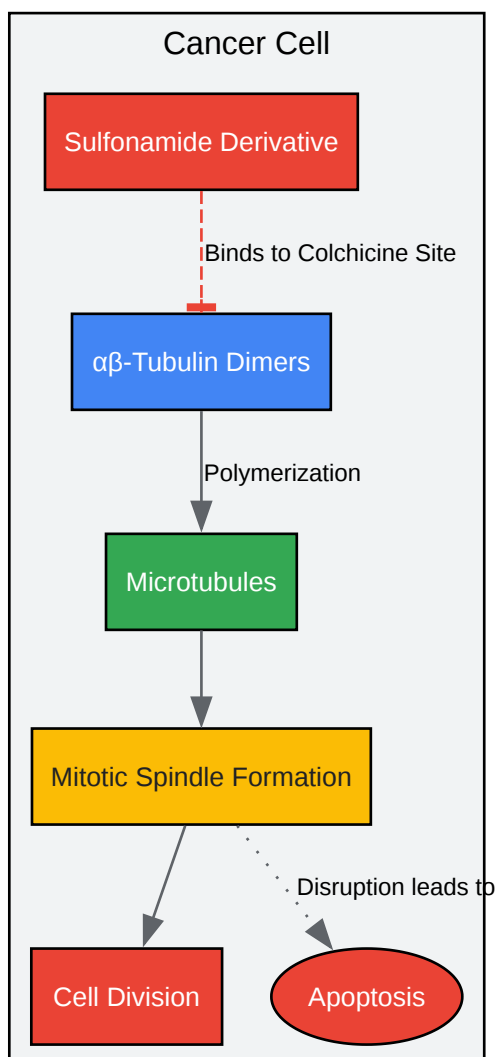 Cancer Cell
Sulfonamide Derivative
Binds to Colchicine Site
αβ-Tubulin Dimers
Polymerization
Microtubules
Mitotic Spindle Formation
Disruption leads to
Cell Division
Apoptosis